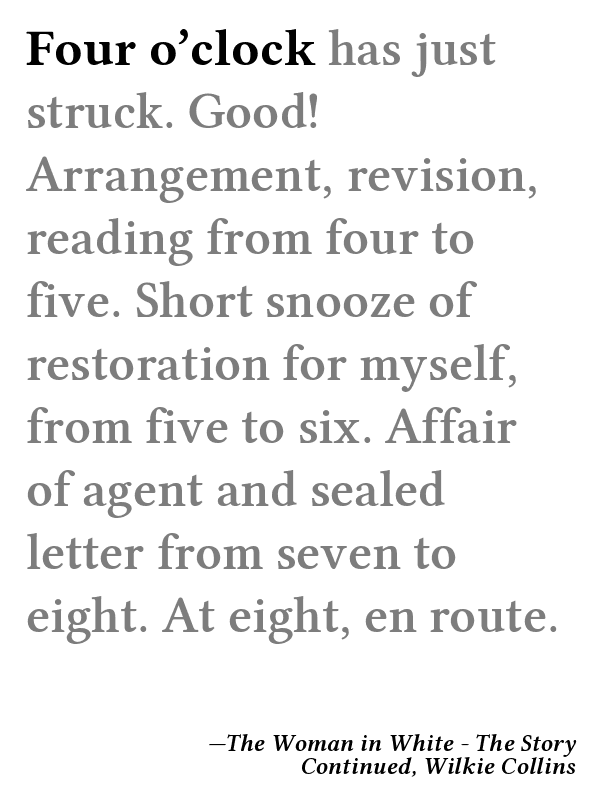 Four o’clock has just
struck. Good!
Arrangement, revision,
reading from four to
five. Short snooze of
restoration for myself,
from five to six. Affair
of agent and sealed
letter from seven to
eight. At eight, en route.
—The Woman in White - The Story
Continued, Wilkie Collins